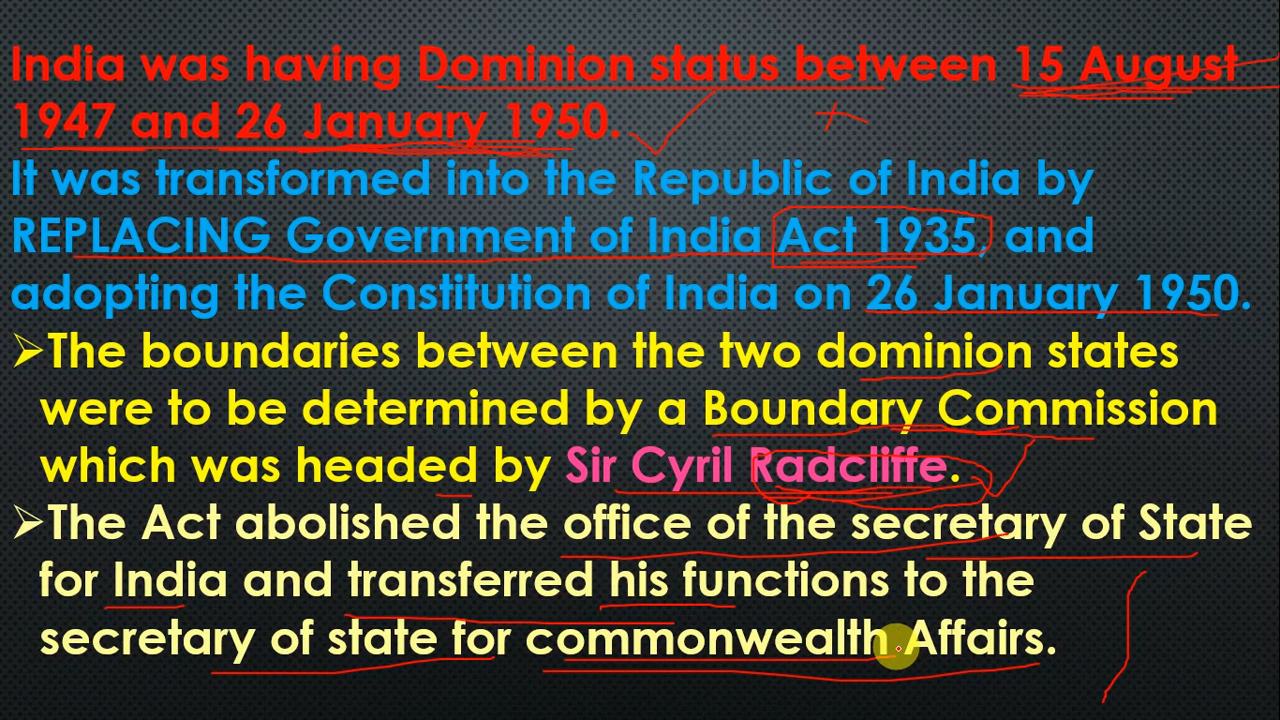 India was having Dominion status between 15 August
1947 and 26 January 1950.
It was transformed into the Republic of India by
REPLACING Government of India Act 1935, and
adopting the Constitution of India on 26 January 1950.
➢The boundaries between the two dominion states
were to be determined by a Boundary Commission
which was headed by Sir Cyril Radcliffe.
➢The Act abolished the office of the secretary of State
for India and transferred his functions to the
secretary of state for commonwealth Affairs.